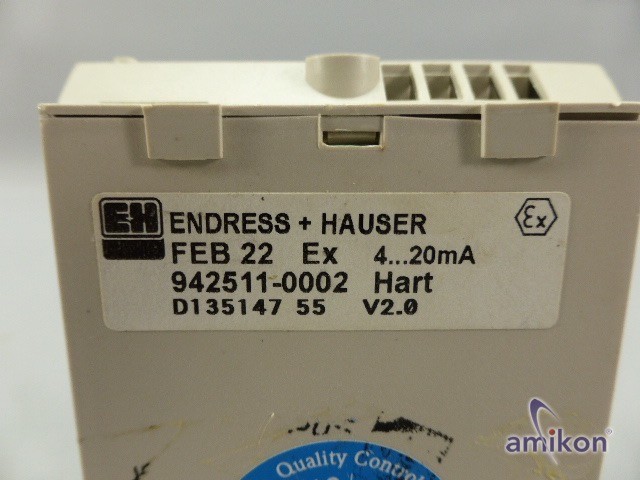 EH ENDRESS + HAUSER
Ex
FEB 22 Ex 4...20mA
942511-0002 Hart
D135147 55 V2.0
Quality Control
amikon